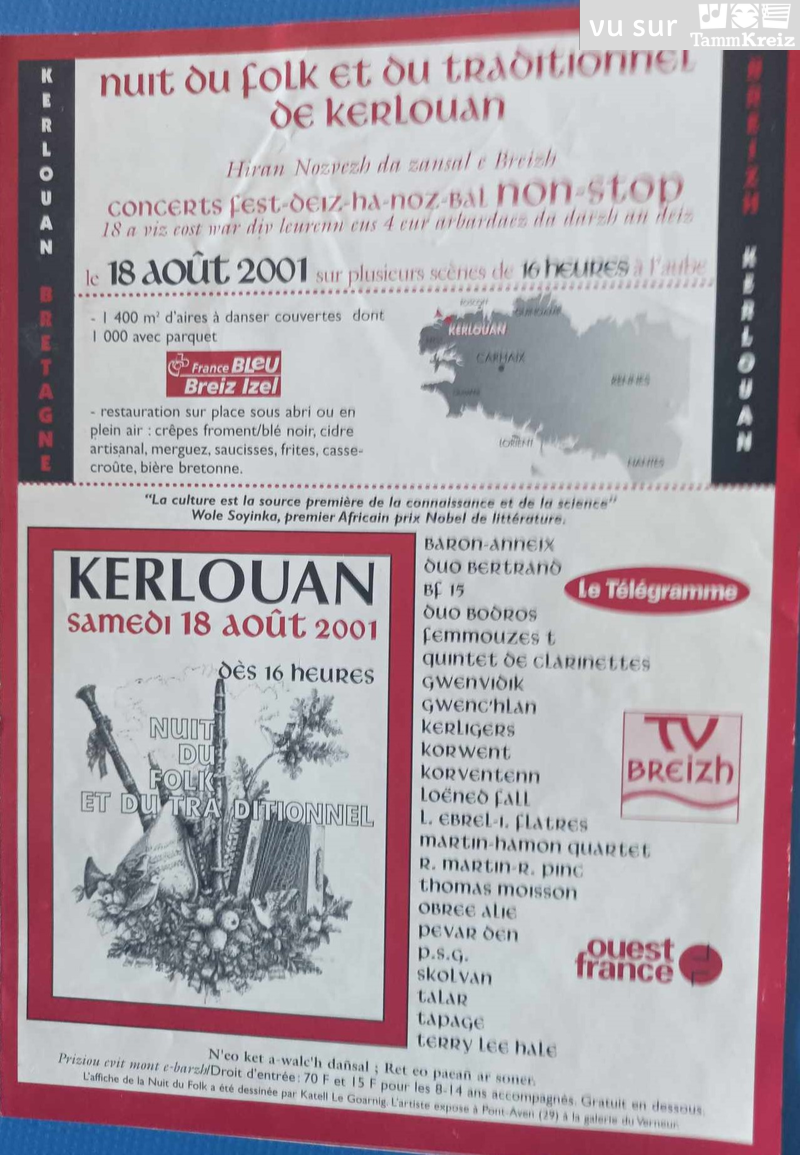 vu sur
TammKreiz
KERLOUAN BRETAGNE
BREIZH KERLOUAN
nuit du folk et du traditionnel
de kerlouan
Hiran Nozvezh da zansal e Breizh
concerts fest-deiz-ha-noz-bal non-stop
18 a viz eost war div leurenn eus 4 eur arbardaez da darzh an deiz
le 18 août 2001 sur plusieurs scènes de 16 heures à l'aube
- 1 400 m² d'aires à danser couvertes dont
1 000 avec parquet
France BLEU
Breiz Izel
- restauration sur place sous abri ou en
plein air : crêpes froment/blé noir, cidre
artisanal, merguez, saucisses, frites, casse-
croûte, bière bretonne.
KERLOUAN
CARHAIX
RENNES
LORIENT
NANTES
"La culture est la source première de la connaissance et de la science"
Wole Soyinka, premier Africain prix Nobel de littérature.
KERLOUAN
samedi 18 août 2001
dès 16 heures
NUIT
DU
FOLK
ET DU TRADITIONNEL
baron-anneix
duo bertrand
bf 15
duo bodros
femmouzes t
quintet de clarinettes
gwenvidik
gwenc'hlan
kerligers
korwent
korventenn
loëned fall
l. ebrel-i. flatres
martin-hamon quartet
r. martin-r. pinc
thomas moisson
obree alie
pevar den
p.s.g.
skolvan
talar
tapage
terry lee hale
Le Télégramme
TV
BREIZH
ouest
france
N'eo ket a-walc'h dañsal ; Ret eo paeañ ar soner.
Priziou evit mont e-barzh/Droit d'entrée : 70 F et 15 F pour les 8-14 ans accompagnés. Gratuit en dessous.
L'affiche de la Nuit du Folk a été dessinée par Katell Le Goarnig. L'artiste expose à Pont-Aven (29) à la galerie du Verneur.